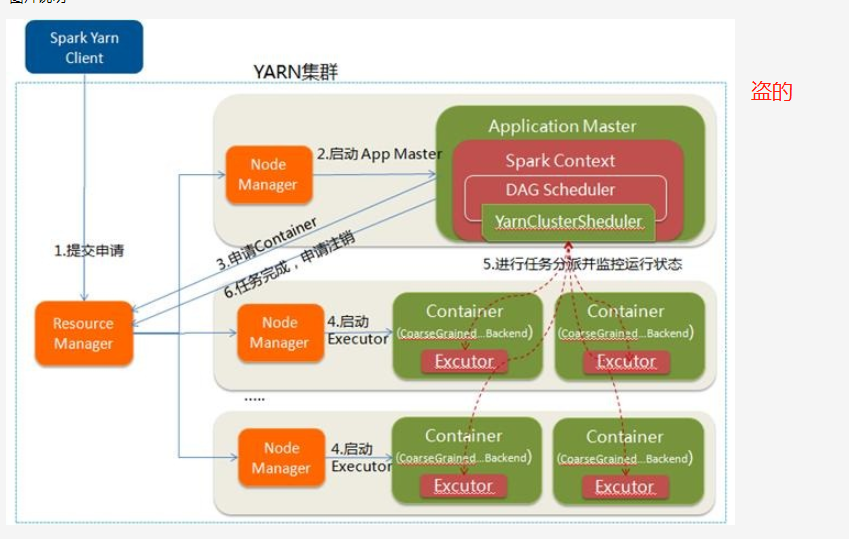 图片说明
Spark Yarn
Client
YARN集群
盗的
Application Master
2.启动 App Master
Node
Manager
Spark Context
DAG Scheduler
YarnClusterSheduler
1.提交申请
3.申请Container
6.任务完成，申请注销
5.进行任务分派并监控运行状态
Resource
Manager
Node
Manager
4.启动
Executor
Container
(CoarseGrained...Backend)
Excutor
Container
(CoarseGrained...Backend)
Excutor
.....
Node
Manager
4.启动
Executor
Container
(CoarseGrained...Backend)
Excutor
Container
(CoarseGrained...Backend)
Excutor